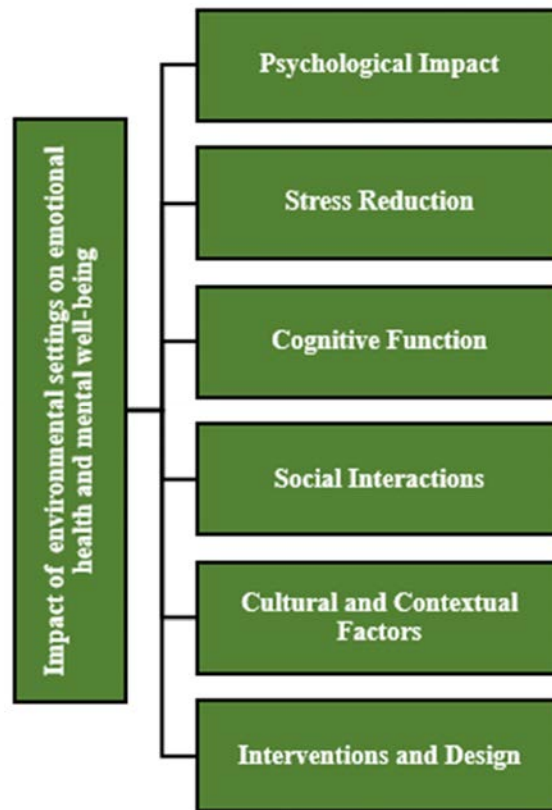 Impact of environmental settings on emotional
health and mental well-being
Psychological Impact
Stress Reduction
Cognitive Function
Social Interactions
Cultural and Contextual
Factors
Interventions and Design